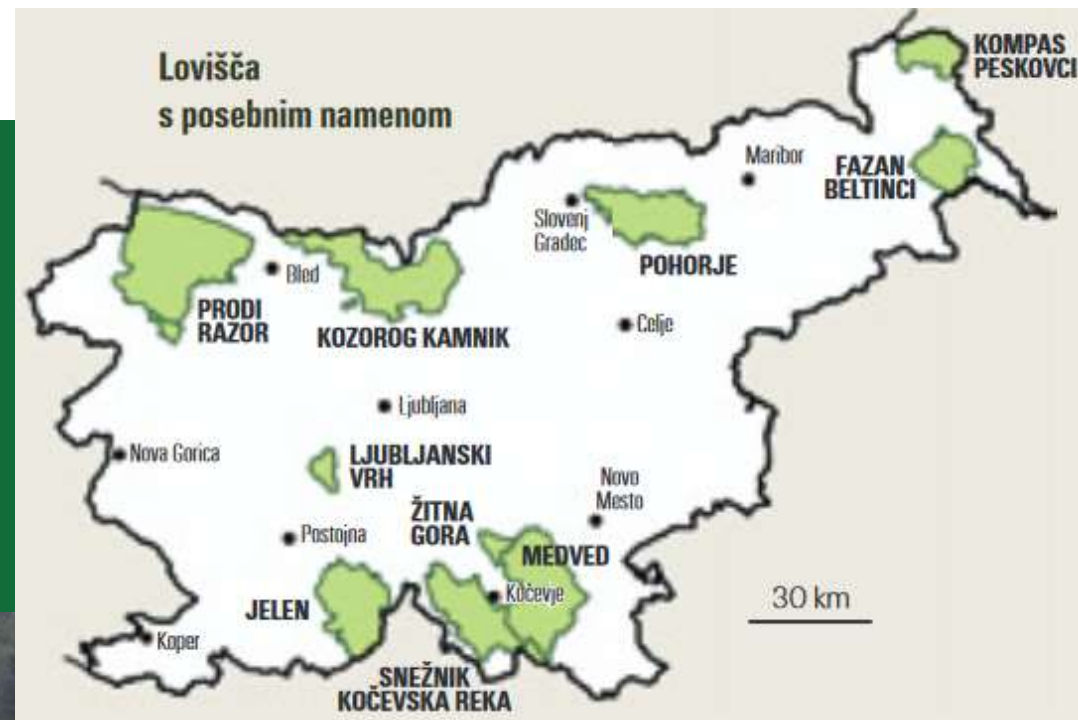 Lovišča
s posebnim namenom
KOMPAS
PESKOVCI
Maribor
FAZAN
BELTINCI
Slovenj
Gradec
POHORJE
Bled
PRODI
RAZOR
KOZOROG KAMNIK
Celje
Ljubljana
Nova Gorica
LJUBLJANSKI
VRH
Novo
Mesto
ŽITNA
GORA
Postojna
MEDVED
Kočevje
30 km
JELEN
Koper
SNEŽNIK
KOČEVSKA REKA